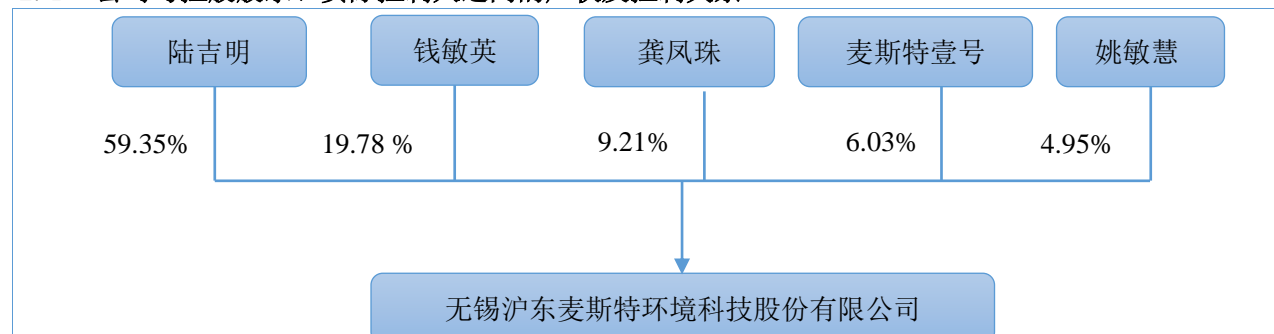 陆吉明
钱敏英
龚凤珠
麦斯特壹号
姚敏慧
59.35%
19.78 %
9.21%
6.03%
4.95%
无锡沪东麦斯特环境科技股份有限公司